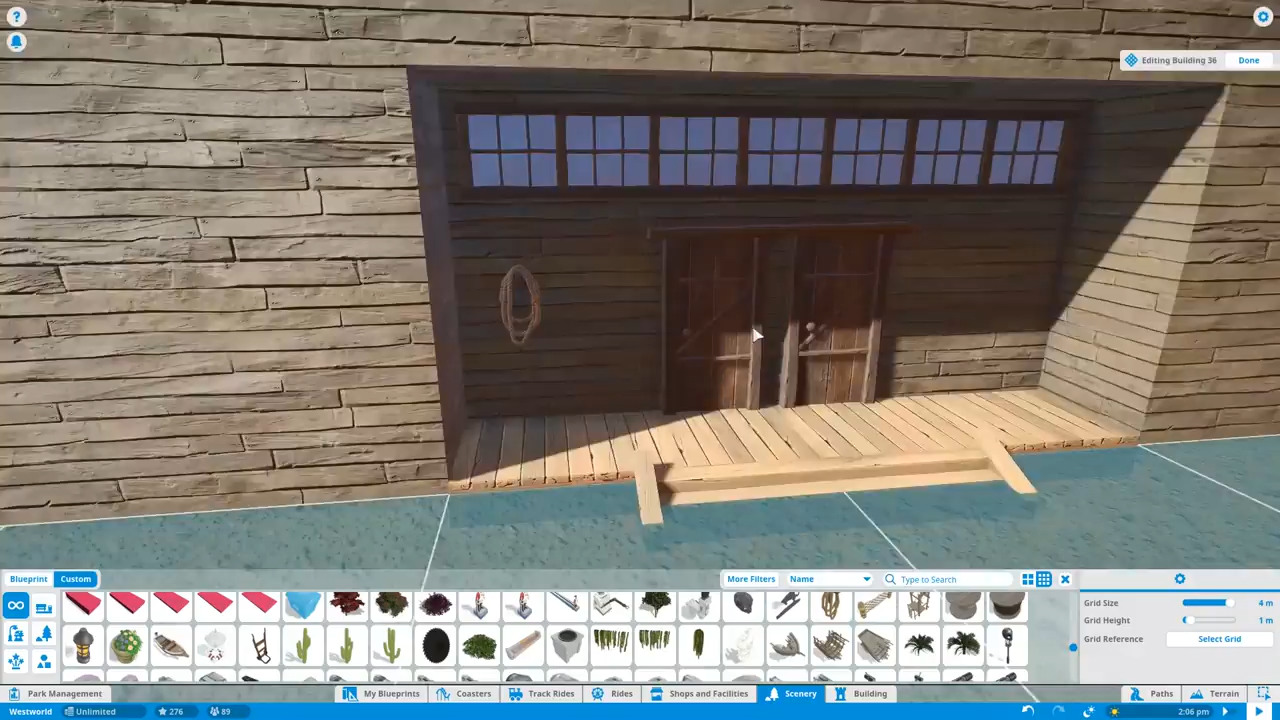 ?
Editing Building 36
Done
Blueprint
Custom
More Filters
Name
Type to Search
Grid Size
4 m
Grid Height
1 m
Grid Reference
Select Grid
Park Management
My Blueprints
Coasters
Track Rides
Rides
Shops and Facilities
Scenery
Building
Paths
Terrain
Westworld
Unlimited
276
89
2:06 pm